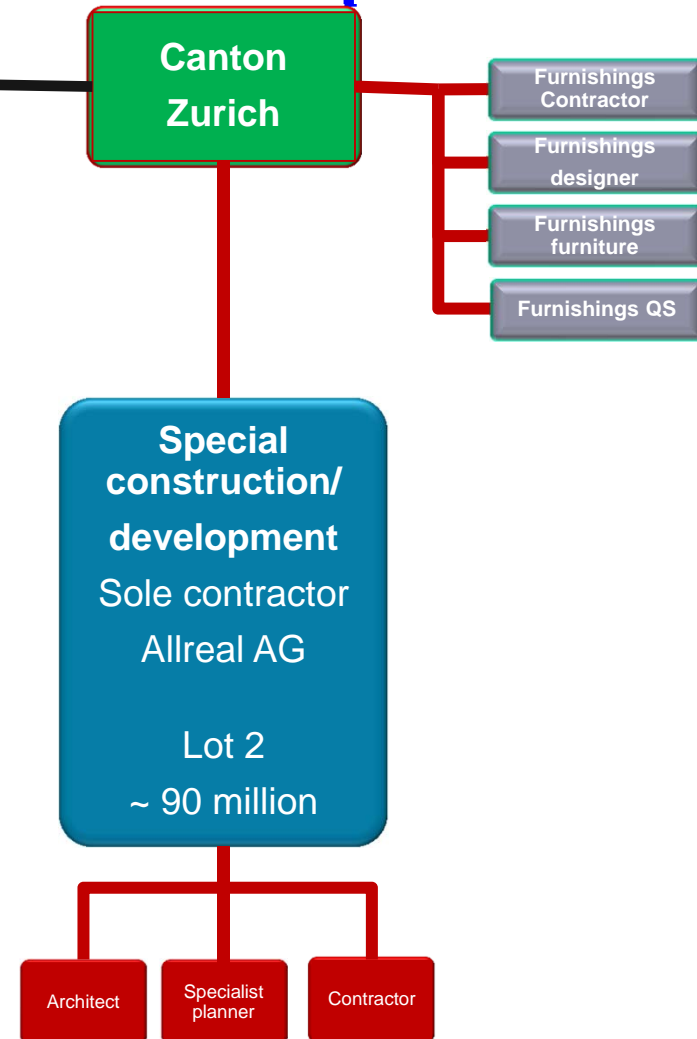 Canton
Zurich
Furnishings
Contractor
Furnishings
designer
Furnishings
furniture
Furnishings QS
Special
construction/
development
Sole contractor
Allreal AG
Lot 2
~ 90 million
Architect
Specialist
planner
Contractor